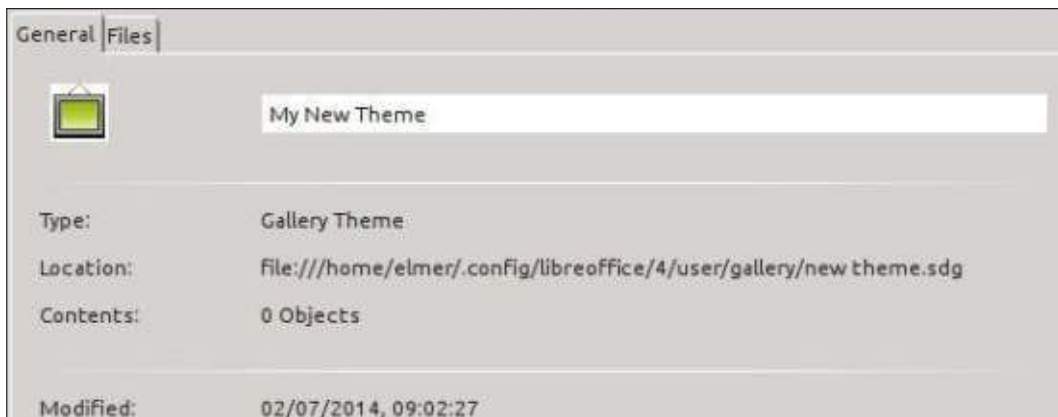 General Files
My New Theme
Type: Gallery Theme
Location: file:///home/elmer/.config/libreoffice/4/user/gallery/new theme.sdg
Contents: 0 Objects
Modified: 02/07/2014, 09:02:27